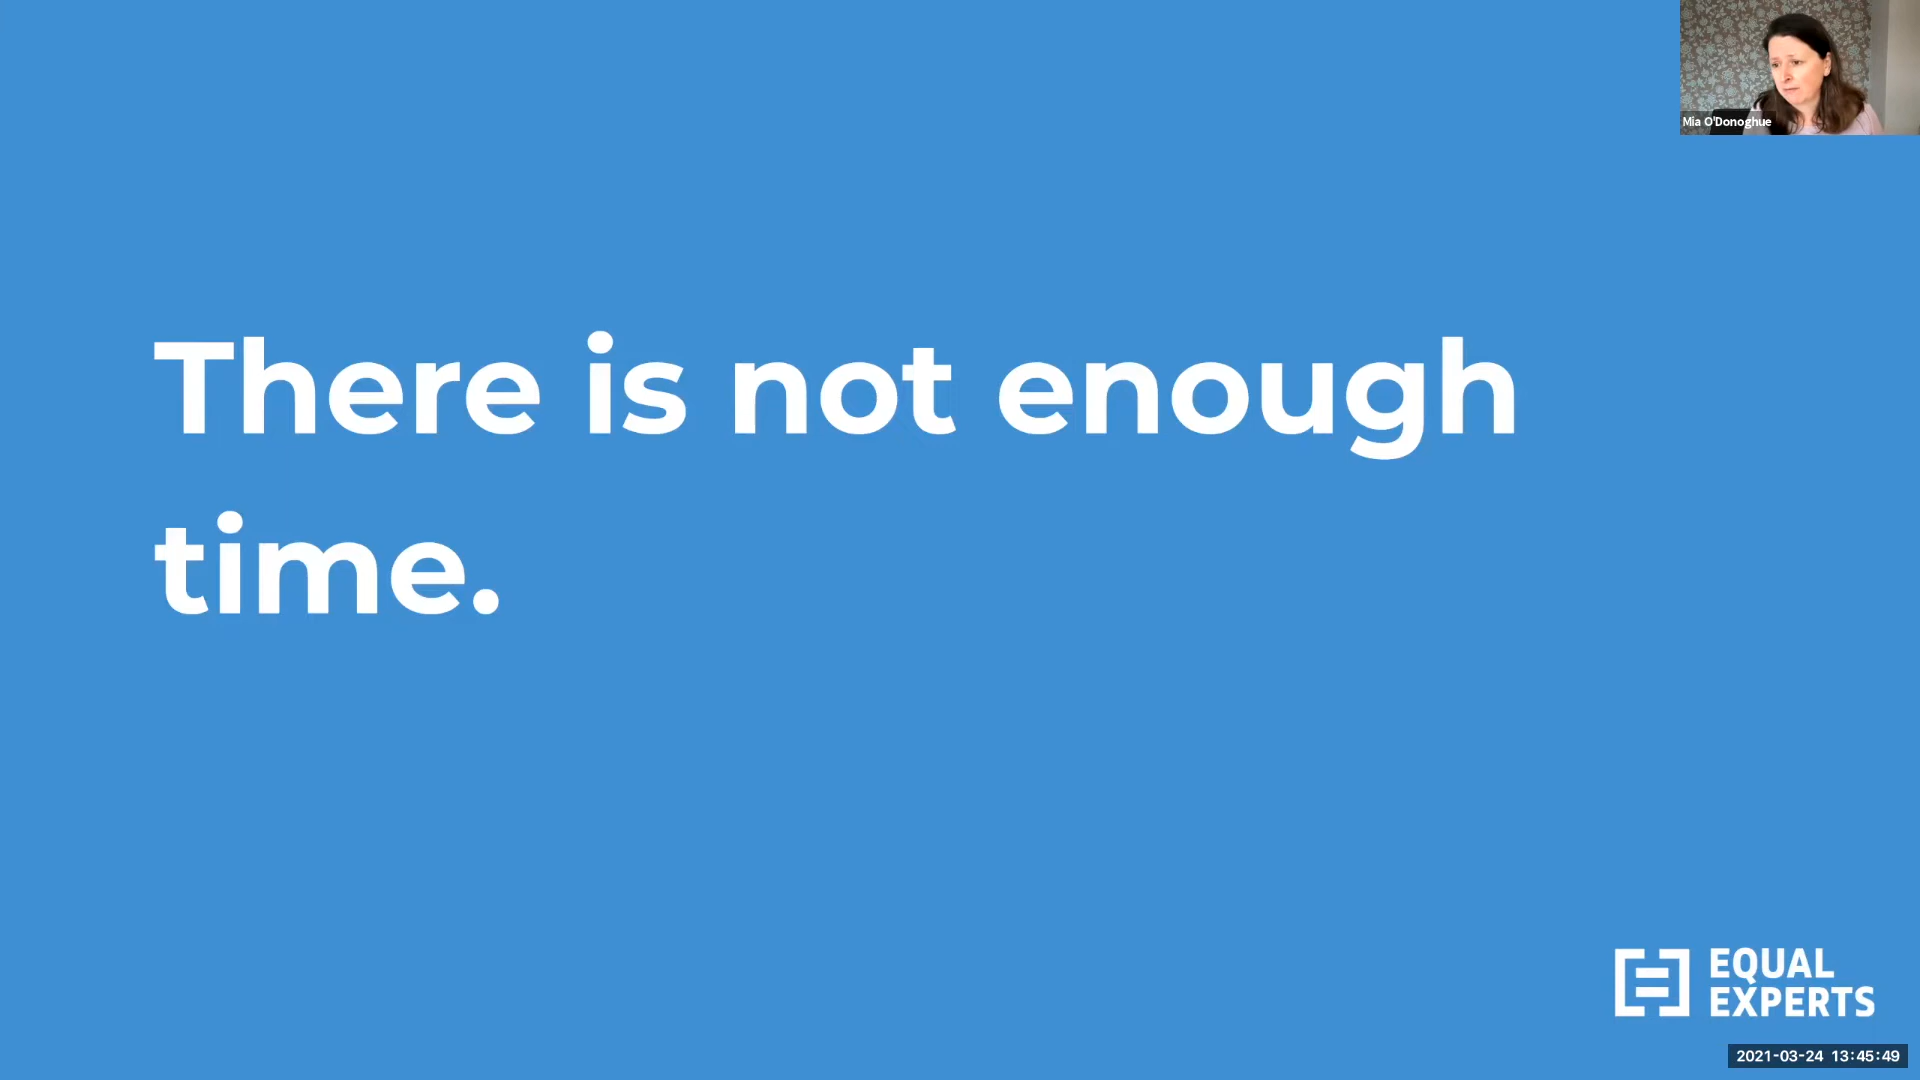 Mia O'Donoghue
There is not enough
time.
EQUAL
EXPERTS
2021-03-24 13:45:49